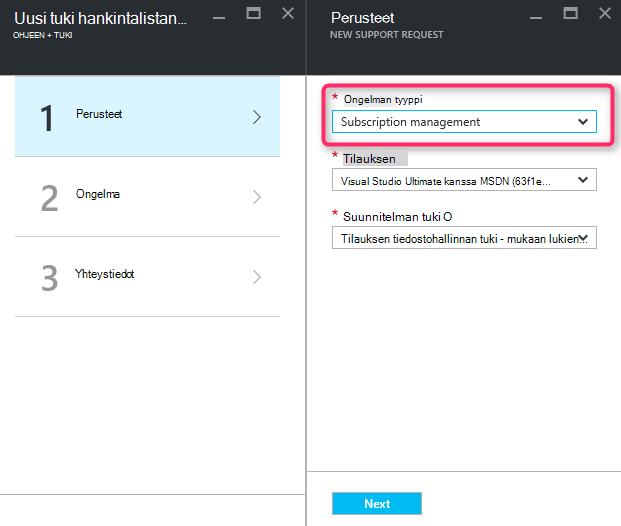 Uusi tuki hankintalistan...
OHJEEN + TUKI
1 Perusteet
2 Ongelma
3 Yhteystiedot
Perusteet
NEW SUPPORT REQUEST
* Ongelman tyyppi
Subscription management
* Tilauksen
Visual Studio Ultimate kanssa MSDN (63f1e...
* Suunnitelman tuki O
Tilauksen tiedostohallinnan tuki - mukaan lukien...
Next